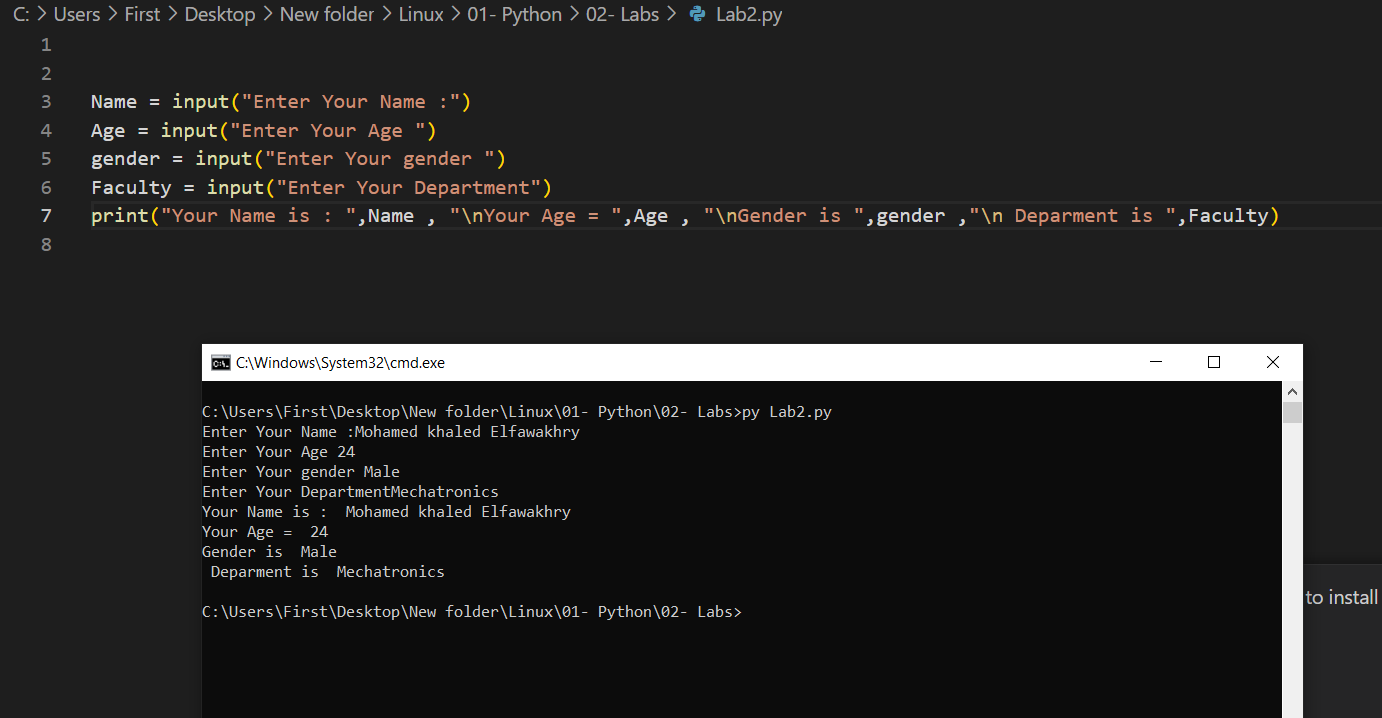 C: > Users > First > Desktop > New folder > Linux > 01- Python > 02- Labs > Lab2.py
1
2
3 Name = input("Enter Your Name :")
4 Age = input("Enter Your Age ")
5 gender = input("Enter Your gender ")
6 Faculty = input("Enter Your Department")
7 print("Your Name is : ",Name , "\nYour Age = ",Age , "\nGender is ",gender ,"\n Deparment is ",Faculty)
8
C:\Windows\System32\cmd.exe
C:\Users\First\Desktop\New folder\Linux\01- Python\02- Labs>py Lab2.py
Enter Your Name :Mohamed khaled Elfawakhry
Enter Your Age 24
Enter Your gender Male
Enter Your DepartmentMechatronics
Your Name is :  Mohamed khaled Elfawakhry
Your Age =  24
Gender is  Male
 Deparment is  Mechatronics
C:\Users\First\Desktop\New folder\Linux\01- Python\02- Labs>
to install